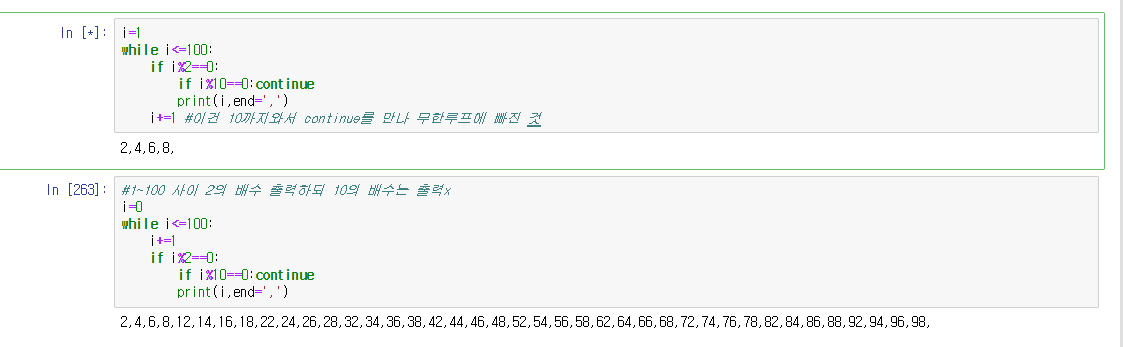 In [*]:
i=1
while i<=100:
    if i%2==0:
        if i%10==0:continue
        print(i,end=',')
    i+=1 #이건 10까지와서 continue를 만나 무한루프에 빠진 것
2,4,6,8,
In [263]:
#1~100 사이 2의 배수 출력하되 10의 배수는 출력x
i=0
while i<=100:
    i+=1
    if i%2==0:
        if i%10==0:continue
        print(i,end=',')
2,4,6,8,12,14,16,18,22,24,26,28,32,34,36,38,42,44,46,48,52,54,56,58,62,64,66,68,72,74,76,78,82,84,86,88,92,94,96,98,